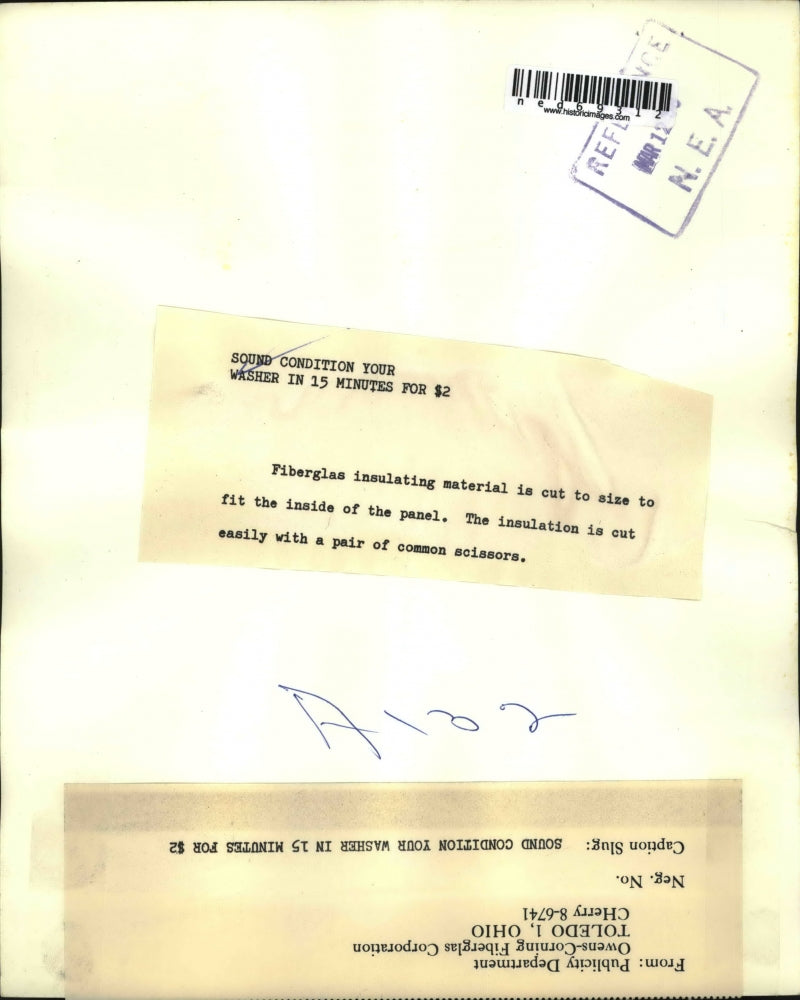 ned69312
www.historicimages.com
MAR 12
N. E. A.
SOUND CONDITION YOUR
WASHER IN 15 MINUTES FOR $2
Fiberglas insulating material is cut to size to
fit the inside of the panel. The insulation is cut
easily with a pair of common scissors.
From: Publicity Department
Owens-Corning Fiberglas Corporation
TOLEDO 1, OHIO
CHerry 8-6741
Neg. No.
Caption Slug: SOUND CONDITION YOUR WASHER IN 15 MINUTES FOR $2